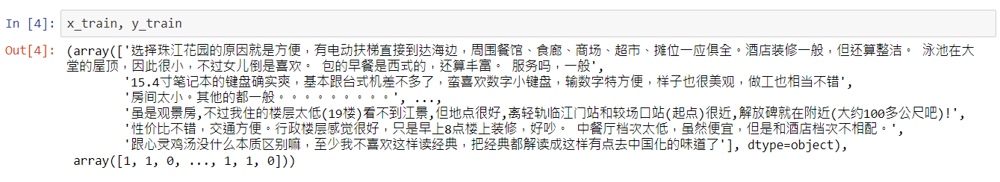 In [4]: x_train, y_train
Out[4]: (array(['选择珠江花园的原因就是方便，有电动扶梯直接到达海边，周围餐馆、食廊、商场、超市、摊位一应俱全。酒店装修一般，但还算整洁。 泳池在大
堂的屋顶，因此很小，不过女儿倒是喜欢。 包的早餐是西式的，还算丰富。 服务吗，一般',
'15.4寸笔记本的键盘确实爽，基本跟台式机差不多了，蛮喜欢数字小键盘，输数字特方便，样子也很美观，做工也相当不错',
'房间太小。其他的都一般。。。。。。。。。', ...,
'虽是观景房,不过我住的楼层太低(19楼)看不到江景,但地点很好,离轻轨临江门站和较场口站(起点)很近,解放碑就在附近(大约100多公尺吧)!',
'性价比不错，交通方便。行政楼层感觉很好，只是早上8点楼上装修，好吵。 中餐厅档次太低，虽然便宜，但是和酒店档次不相配。',
'跟心灵鸡汤没什么本质区别嘛，至少我不喜欢这样读经典，把经典都解读成这样有点去中国化的味道了'], dtype=object),
array([1, 1, 0, ..., 1, 1, 0]))